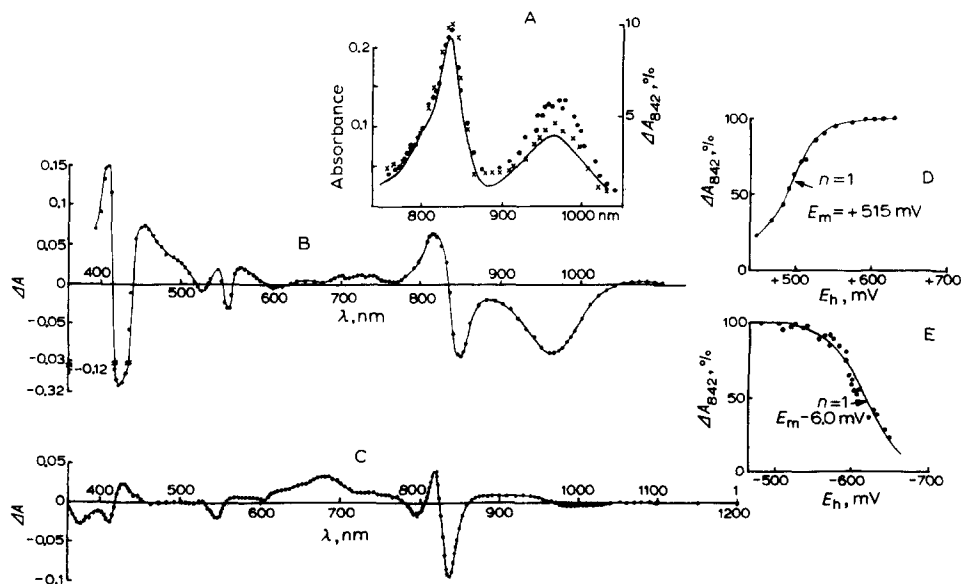 A
0.2
0.1
Absorbance
10
5
ΔA842, %
800
900
1000 nm
B
0.15
0.10
0.05
0
-0.05
-0.03
-0.12
-0.32
ΔA
400
500
600
700
800
900
1000
λ, nm
C
0.05
0
-0.05
-0.1
ΔA
400
500
600
700
800
900
1000
1100
1
1200
λ, nm
D
100
50
0
ΔA842, %
n=1
Em=+515 mV
+500
+600
+700
Eh, mV
E
100
50
0
ΔA842, %
n=1
Em-6.0mV
-500
-600
-700
Eh, mV